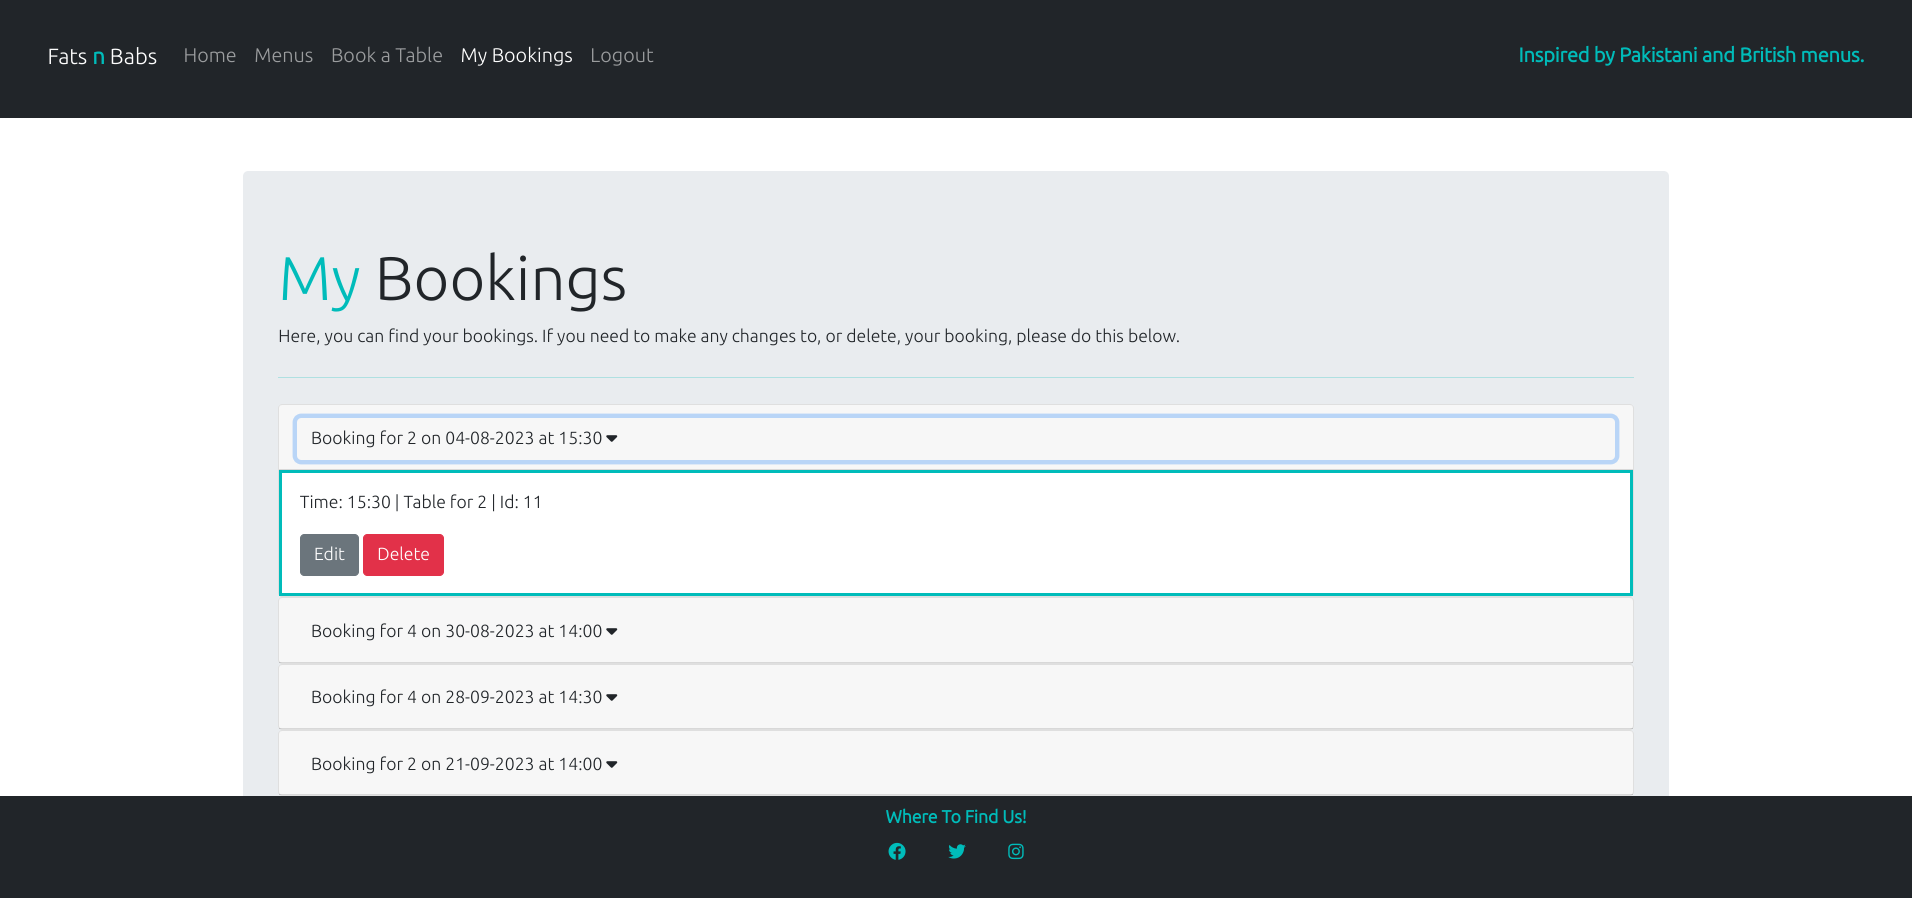 Fats n Babs Home Menus Book a Table My Bookings Logout Inspired by Pakistani and British menus.
My Bookings
Here, you can find your bookings. If you need to make any changes to, or delete, your booking, please do this below.
Booking for 2 on 04-08-2023 at 15:30
Time: 15:30 | Table for 2 | Id: 11
Edit Delete
Booking for 4 on 30-08-2023 at 14:00
Booking for 4 on 28-09-2023 at 14:30
Booking for 2 on 21-09-2023 at 14:00
Where To Find Us!